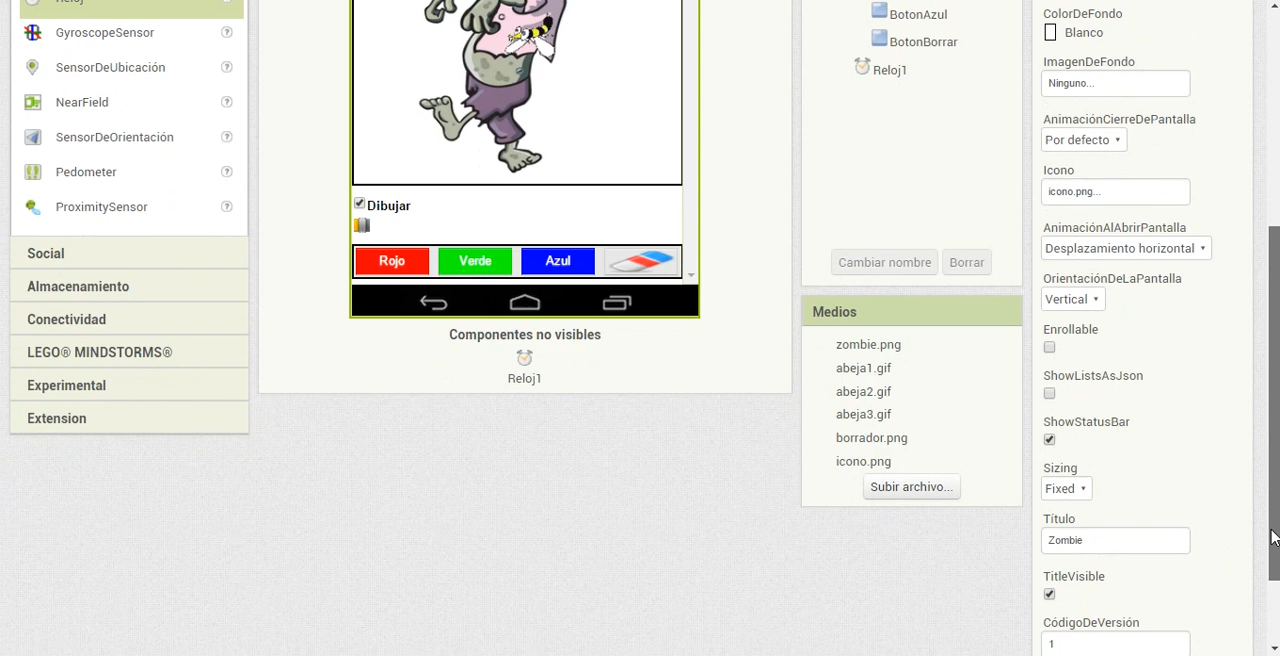 Reloj
GyroscopeSensor
SensorDeUbicación
NearField
SensorDeOrientación
Pedometer
ProximitySensor
Social
Almacenamiento
Conectividad
LEGO® MINDSTORMS®
Experimental
Extension
Dibujar
Rojo Verde Azul
Componentes no visibles
Reloj1
BotonAzul
BotonBorrar
Reloj1
Cambiar nombre Borrar
Medios
zombie.png
abeja1.gif
abeja2.gif
abeja3.gif
borrador.png
icono.png
Subir archivo...
ColorDeFondo
Blanco
ImagenDeFondo
Ninguno...
AnimaciónCierreDePantalla
Por defecto
Icono
icono.png...
AnimaciónAlAbrirPantalla
Desplazamiento horizontal
OrientaciónDeLaPantalla
Vertical
Enrollable
ShowListsAsJson
ShowStatusBar
Sizing
Fixed
Título
Zombie
TitleVisible
CódigoDeVersión
1